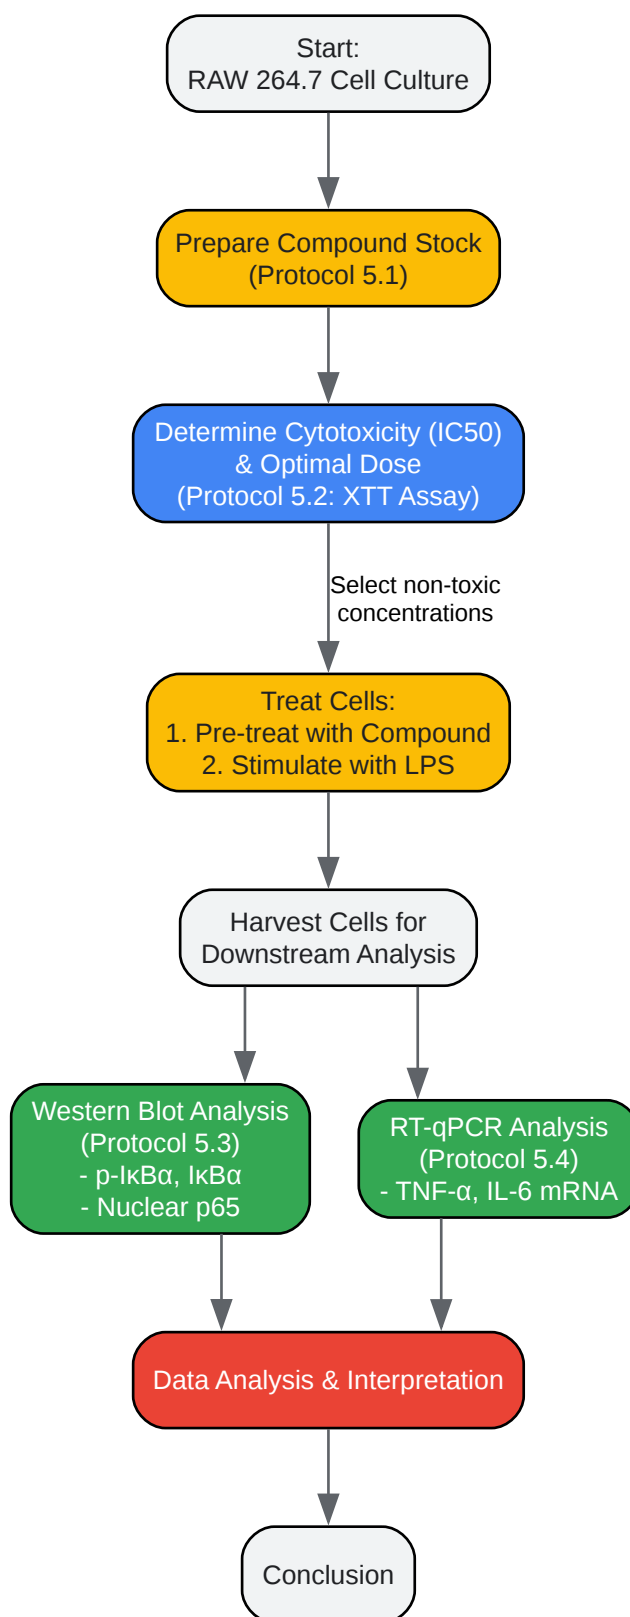 Start:
RAW 264.7 Cell Culture
Prepare Compound Stock
(Protocol 5.1)
Determine Cytotoxicity (IC50)
& Optimal Dose
(Protocol 5.2: XTT Assay)
Select non-toxic
concentrations
Treat Cells:
1. Pre-treat with Compound
2. Stimulate with LPS
Harvest Cells for
Downstream Analysis
Western Blot Analysis
(Protocol 5.3)
- p-IκBα, IκBα
- Nuclear p65
RT-qPCR Analysis
(Protocol 5.4)
- TNF-α, IL-6 mRNA
Data Analysis & Interpretation
Conclusion